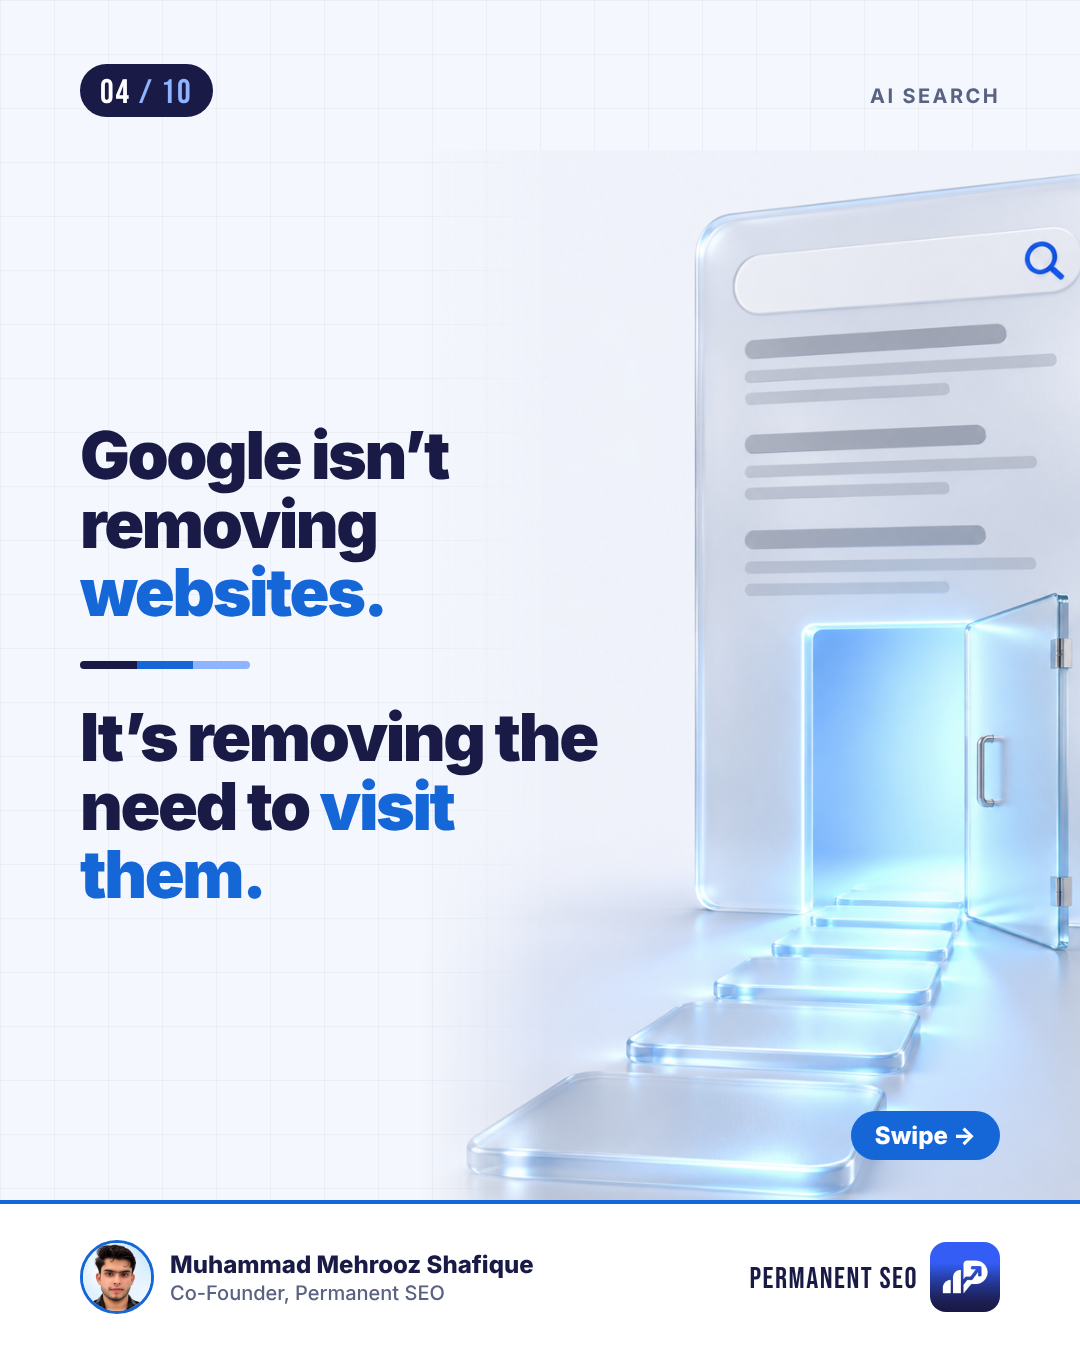 04 / 10
AI SEARCH
Google isn’t
removing
websites.
It’s removing the
need to visit
them.
Swipe →
Muhammad Mehrooz Shafique
Co-Founder, Permanent SEO
PERMANENT SEO